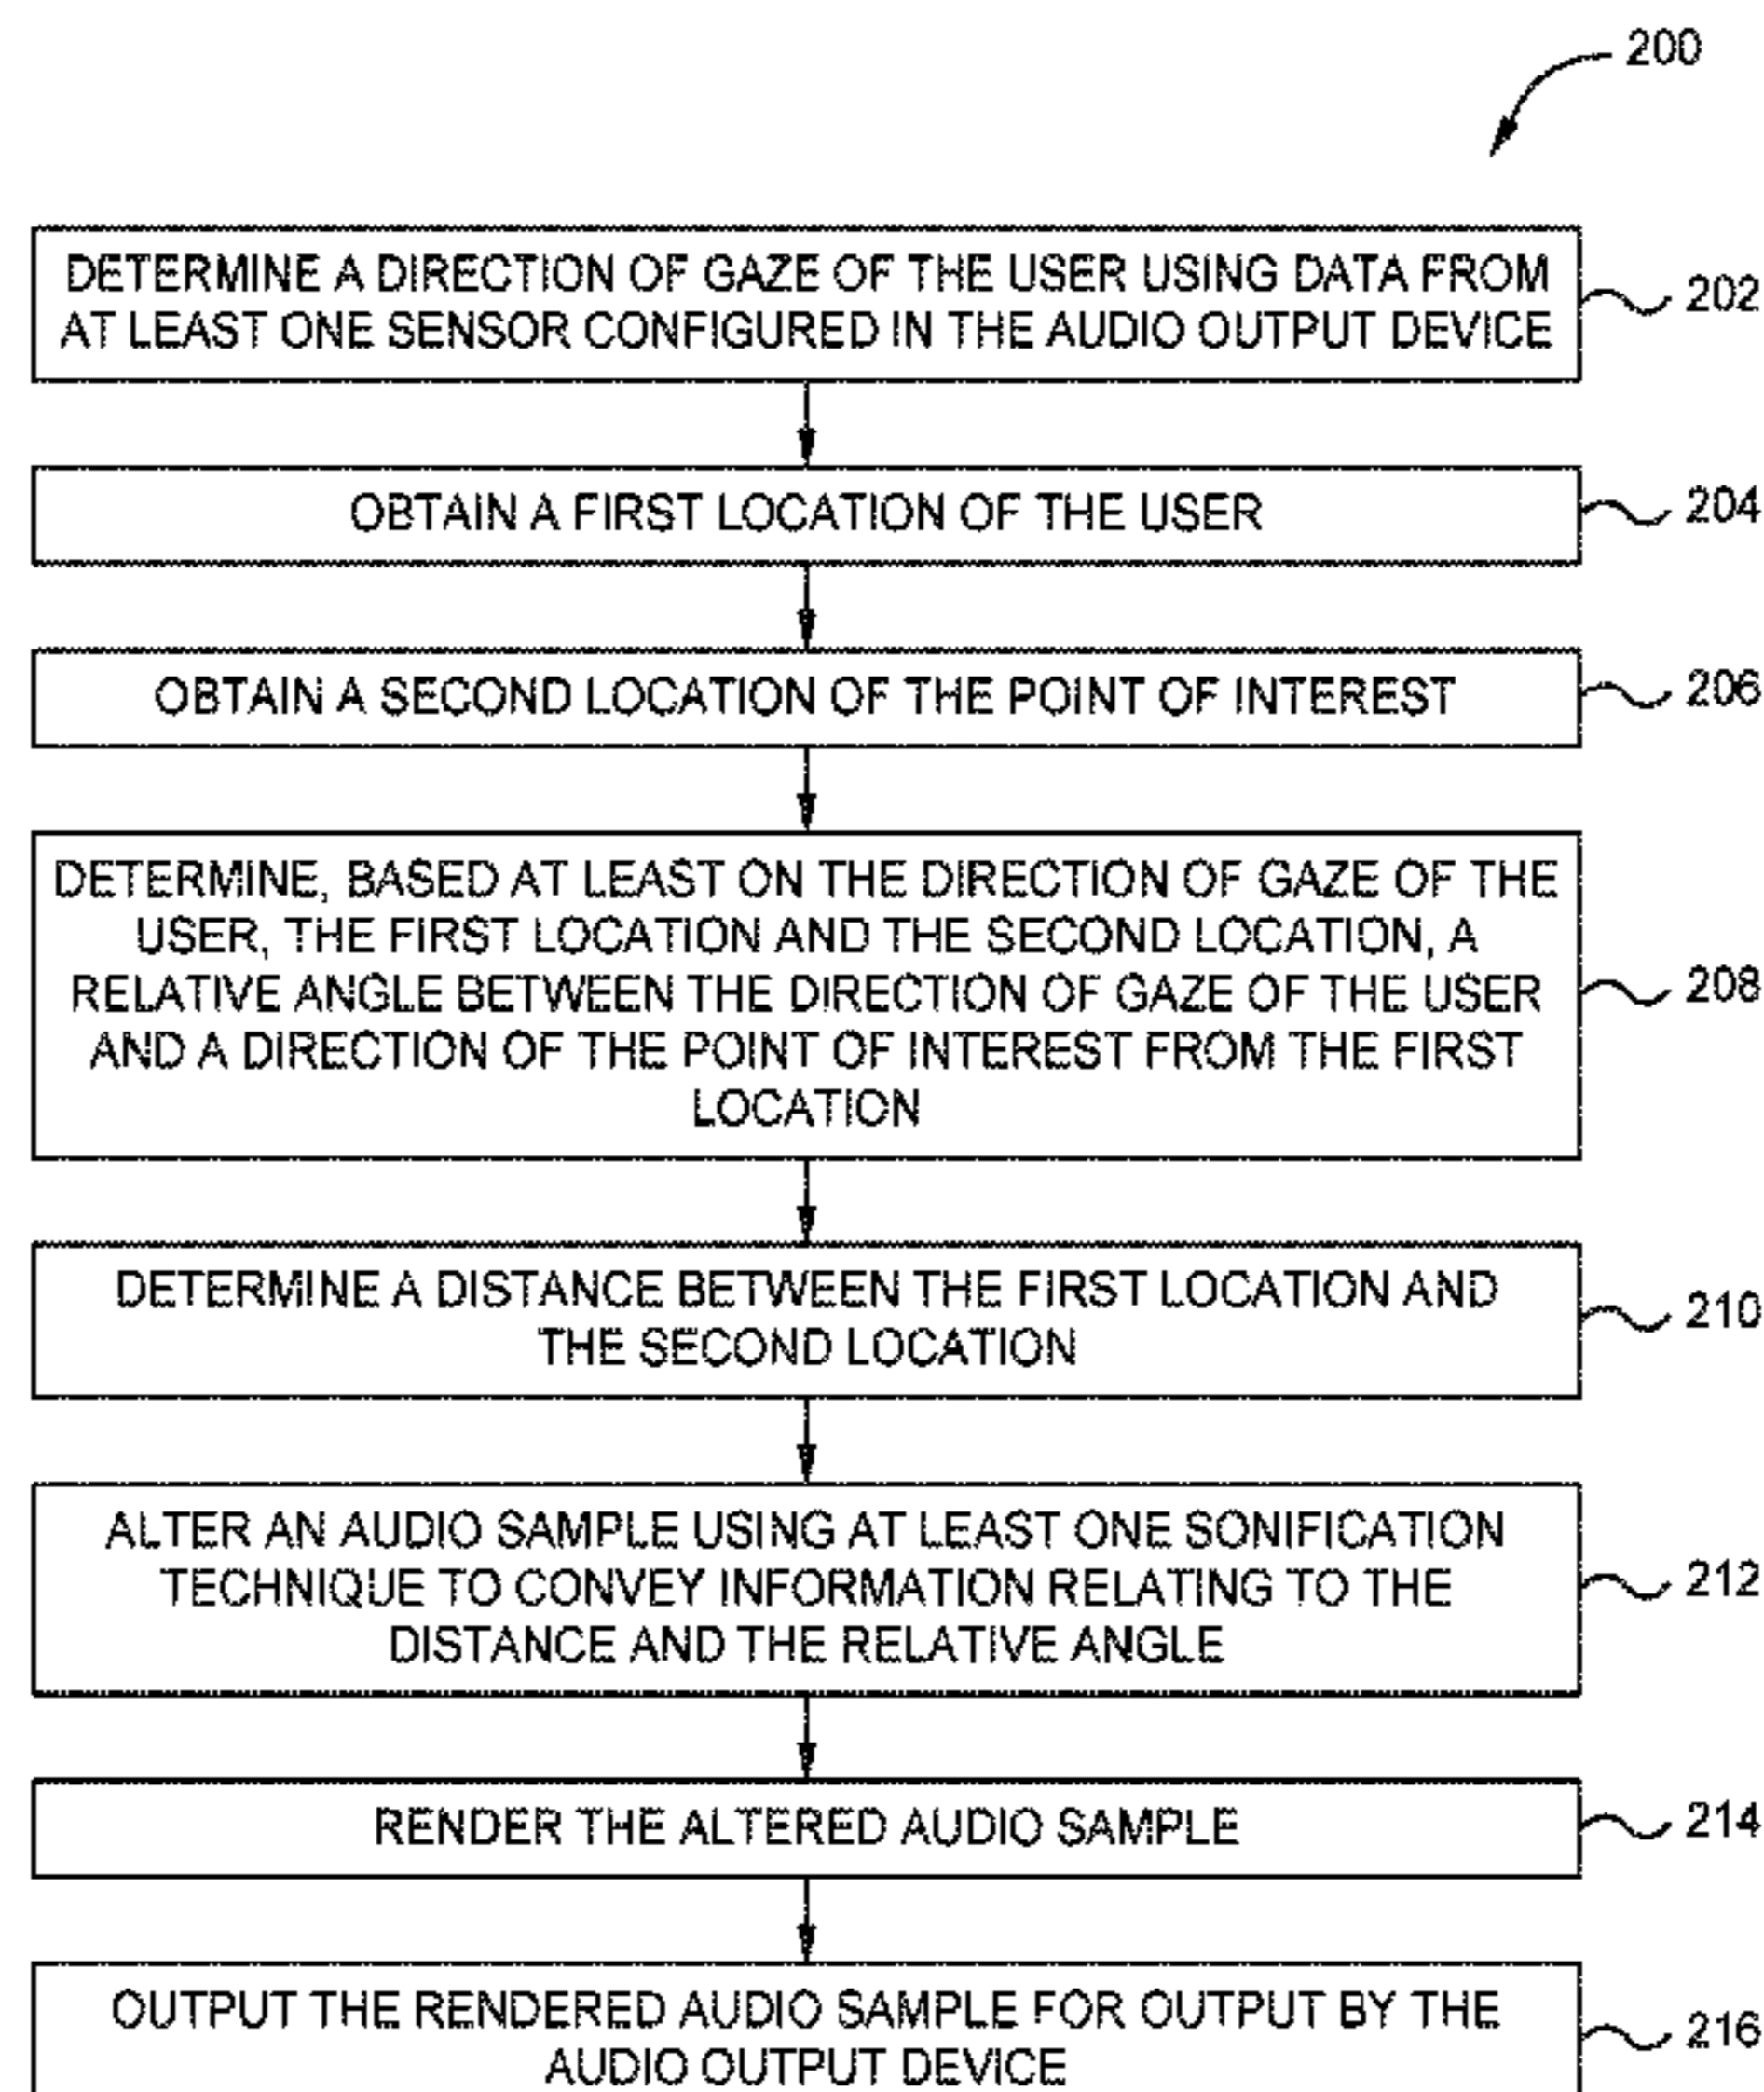 200
DETERMINE A DIRECTION OF GAZE OF THE USER USING DATA FROM
AT LEAST ONE SENSOR CONFIGURED IN THE AUDIO OUTPUT DEVICE
202
OBTAIN A FIRST LOCATION OF THE USER
204
OBTAIN A SECOND LOCATION OF THE POINT OF INTEREST
206
DETERMINE, BASED AT LEAST ON THE DIRECTION OF GAZE OF THE
USER, THE FIRST LOCATION AND THE SECOND LOCATION, A
RELATIVE ANGLE BETWEEN THE DIRECTION OF GAZE OF THE USER
AND A DIRECTION OF THE POINT OF INTEREST FROM THE FIRST
LOCATION
208
DETERMINE A DISTANCE BETWEEN THE FIRST LOCATION AND
THE SECOND LOCATION
210
ALTER AN AUDIO SAMPLE USING AT LEAST ONE SONIFICATION
TECHNIQUE TO CONVEY INFORMATION RELATING TO THE
DISTANCE AND THE RELATIVE ANGLE
212
RENDER THE ALTERED AUDIO SAMPLE
214
OUTPUT THE RENDERED AUDIO SAMPLE FOR OUTPUT BY THE
AUDIO OUTPUT DEVICE
216